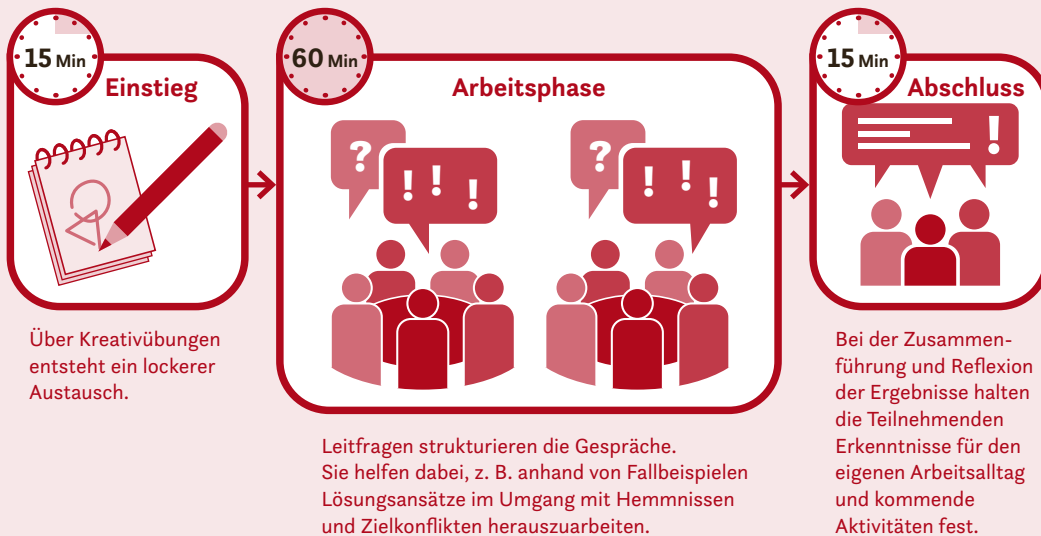 15 Min
Einstieg
Über Kreativübungen
entsteht ein lockerer
Austausch.
60 Min
Arbeitsphase
?
! ! !
?
! ! !
Leitfragen strukturieren die Gespräche.
Sie helfen dabei, z. B. anhand von Fallbeispielen
Lösungsansätze im Umgang mit Hemmnissen
und Zielkonflikten herauszuarbeiten.
15 Min
Abschluss
!
Bei der Zusammen-
führung und Reflexion
der Ergebnisse halten
die Teilnehmenden
Erkenntnisse für den
eigenen Arbeitsalltag
und kommende
Aktivitäten fest.